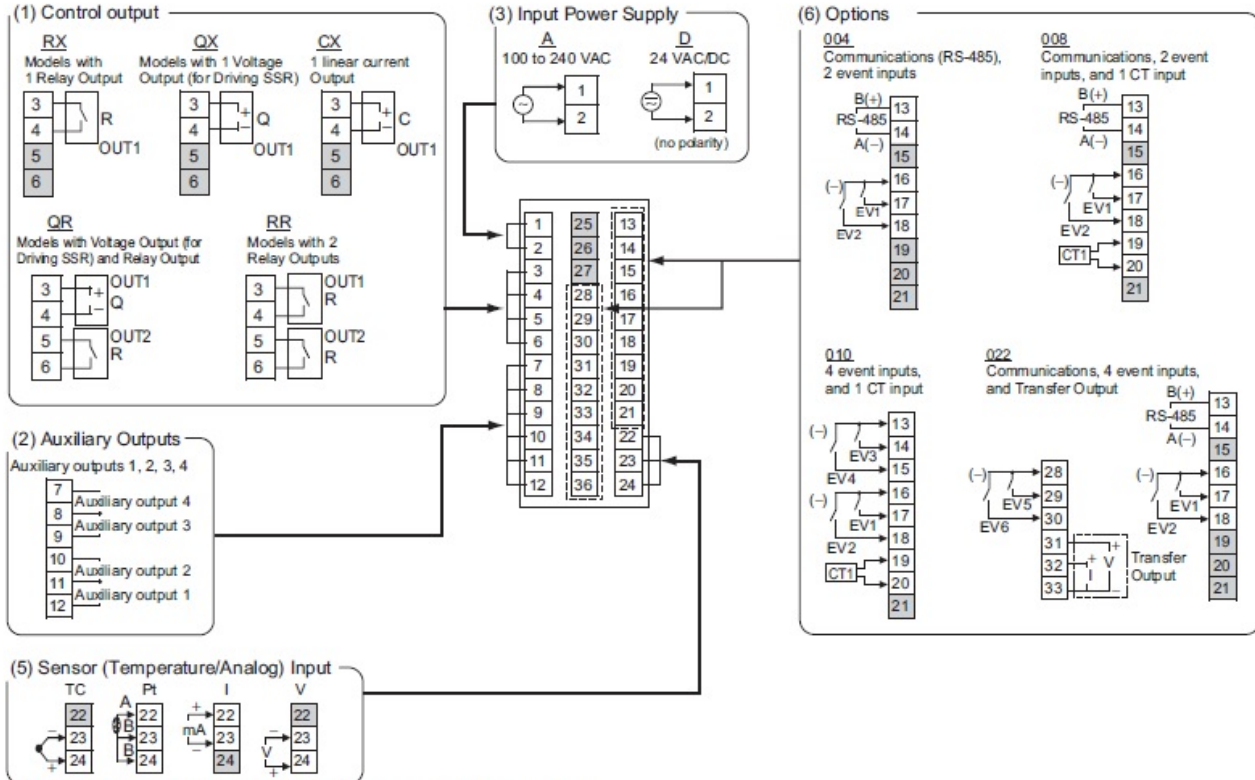 (1) Control output
RX
Models with
1 Relay Output
3
4
5
6
R
OUT1
QX
Models with 1 Voltage
Output (for Driving SSR)
3
4
5
6
+
−
Q
OUT1
CX
1 linear current
Output
3
4
5
6
+
−
C
OUT1
QR
Models with Voltage Output (for
Driving SSR) and Relay Output
3
4
5
6
+
−
OUT1
Q
OUT2
R
RR
Models with 2
Relay Outputs
3
4
5
6
OUT1
R
OUT2
R
(2) Auxiliary Outputs
Auxiliary outputs 1, 2, 3, 4
7
Auxiliary output 4
8
Auxiliary output 3
9
10
Auxiliary output 2
11
Auxiliary output 1
12
(3) Input Power Supply
A
100 to 240 VAC
1
2
D
24 VAC/DC
1
2
(no polarity)
1 25 13
2 26 14
3 27 15
4 28 16
5 29 17
6 30 18
7 31 19
8 32 20
9 33 21
10 34 22
11 35 23
12 36 24
(5) Sensor (Temperature/Analog) Input
TC
22
− 23
+ 24
Pt
A 22
B 23
B 24
I
+ 22
mA 23
− 24
V
22
− 23
V
+ 24
(6) Options
004
Communications (RS-485),
2 event inputs
B(+)
RS-485
A(−)
(−)
EV1
EV2
13
14
15
16
17
18
19
20
21
008
Communications, 2 event
inputs, and 1 CT input
B(+)
RS-485
A(−)
(−)
EV1
EV2
CT1
13
14
15
16
17
18
19
20
21
010
4 event inputs,
and 1 CT input
(−)
EV3
EV4
(−)
EV1
EV2
CT1
13
14
15
16
17
18
19
20
21
022
Communications, 4 event inputs,
and Transfer Output
(−)
EV5
EV6
28
29
30
31
32
33
+
+ V
I
−
Transfer
Output
B(+)
RS-485
A(−)
(−)
EV1
EV2
13
14
15
16
17
18
19
20
21